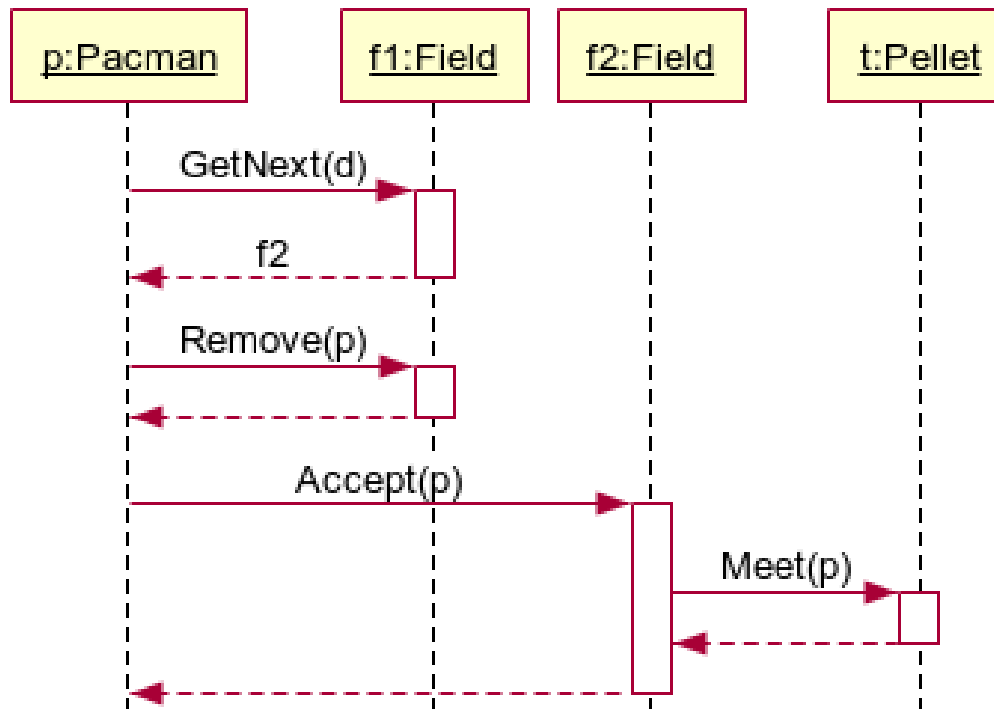 p:Pacman
f1:Field
f2:Field
t:Pellet
GetNext(d)
f2
Remove(p)
Accept(p)
Meet(p)